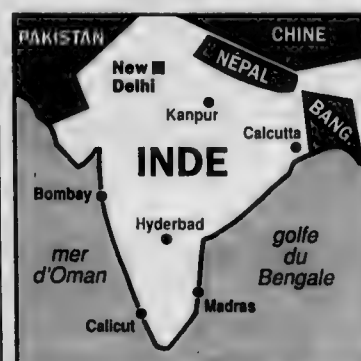 PAKISTAN
CHINE
NÉPAL
New
Delhi
Kanpur
BANG.
Calcutta
INDE
Bombay
Hyderbad
mer
d'Oman
golfe
du
Bengale
Madras
Calicut